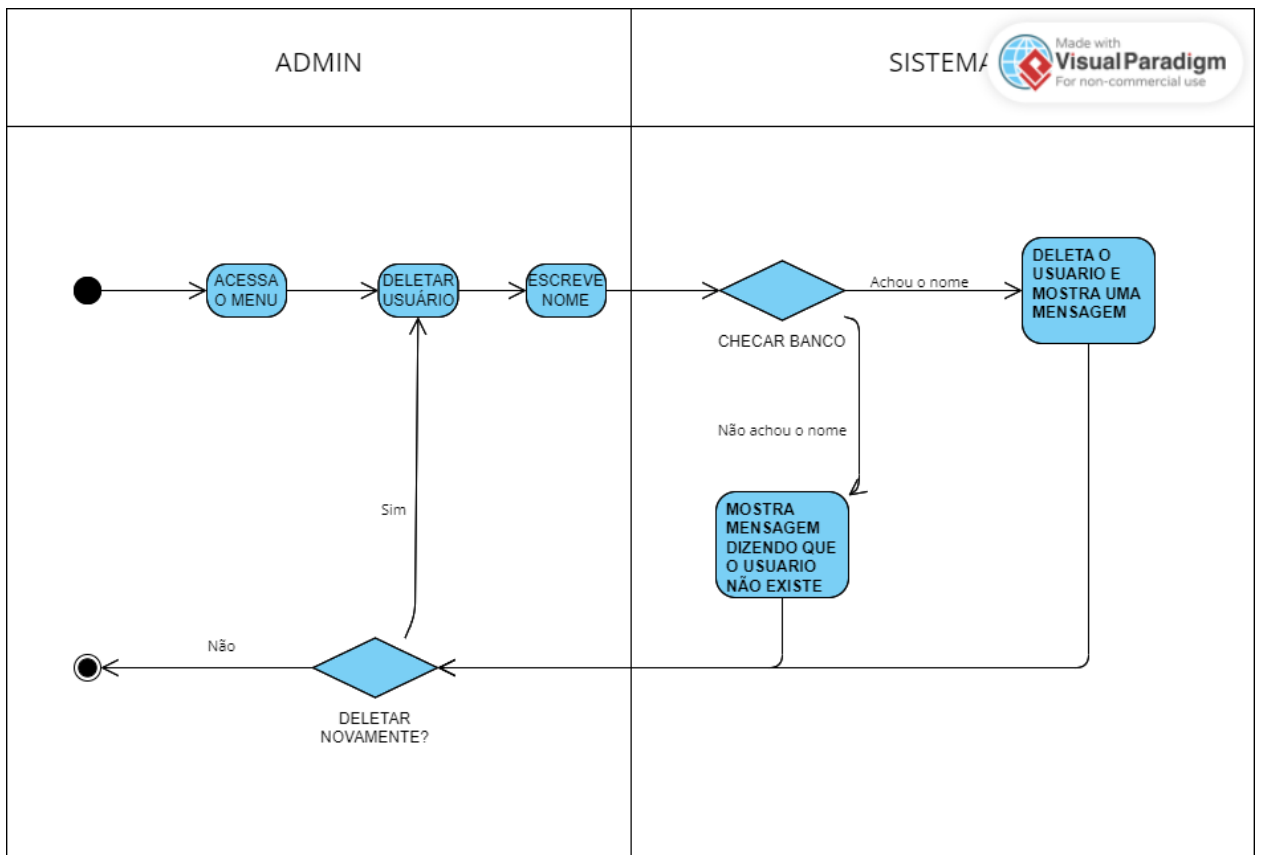 ADMIN
SISTEMA
Made with
Visual Paradigm
For non-commercial use
ACESSA
O MENU
DELETAR
USUÁRIO
ESCREVE
NOME
CHECAR BANCO
Achou o nome
DELETA O
USUARIO E
MOSTRA UMA
MENSAGEM
Não achou o nome
MOSTRA
MENSAGEM
DIZENDO QUE
O USUARIO
NÃO EXISTE
Sim
Não
DELETAR
NOVAMENTE?